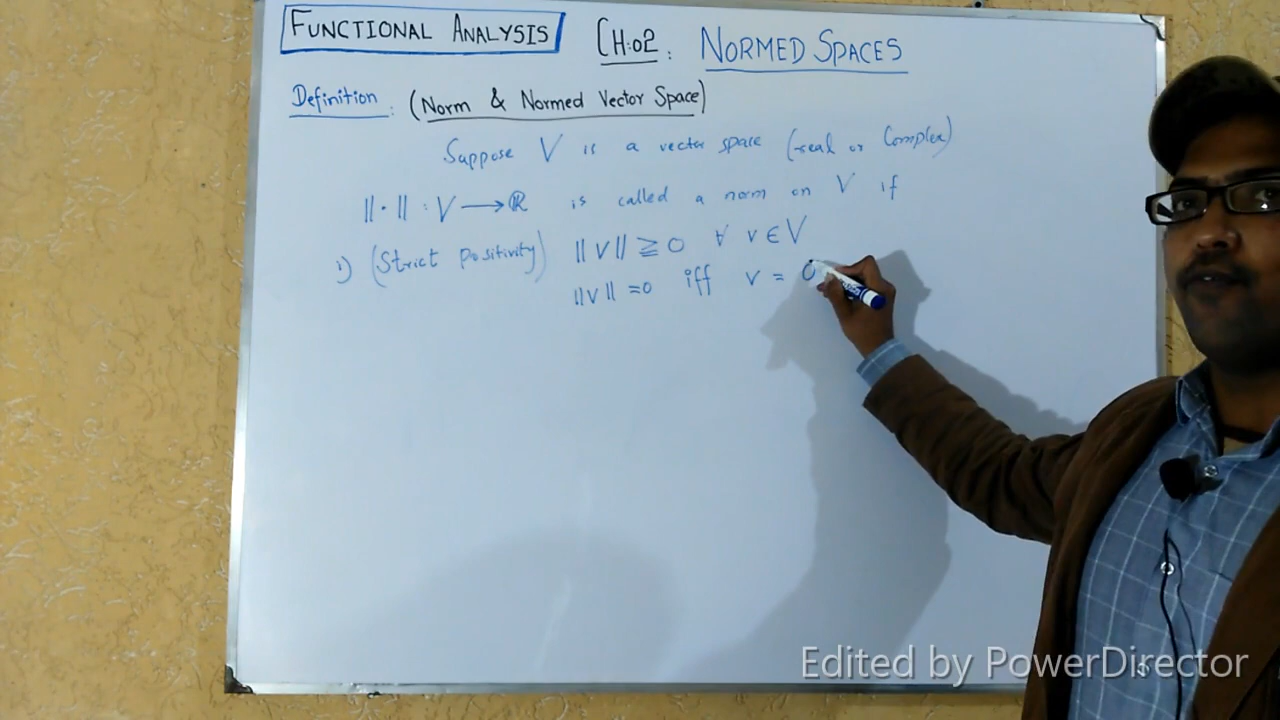 FUNCTIONAL ANALYSIS CH:02: NORMED SPACES
Definition: (Norm & Normed Vector Space)
Suppose V is a vector space (real or Complex)
||·|| : V → ℝ is called a norm on V if
i) (Strict positivity) ||V|| ≧ 0 ∀ v ∈ V
||V|| = 0 iff v = 0
Edited by PowerDirector